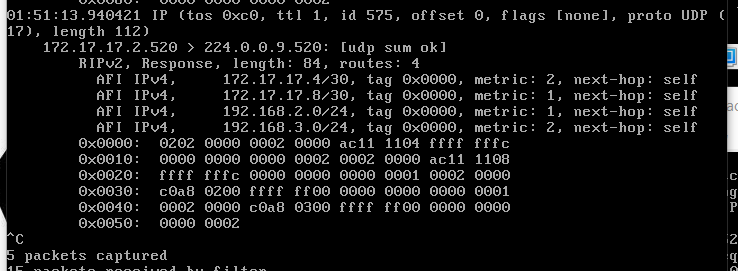 01:51:13.940421 IP (tos 0xc0, ttl 1, id 575, offset 0, flags [none], proto UDP (
17), length 112)
    172.17.17.2.520 > 224.0.0.9.520: [udp sum ok]
        RIPv2, Response, length: 84, routes: 4
          AFI IPv4,     172.17.17.4/30, tag 0x0000, metric: 2, next-hop: self
          AFI IPv4,     172.17.17.8/30, tag 0x0000, metric: 1, next-hop: self
          AFI IPv4,     192.168.2.0/24, tag 0x0000, metric: 1, next-hop: self
          AFI IPv4,     192.168.3.0/24, tag 0x0000, metric: 2, next-hop: self
        0x0000:  0202 0000 0002 0000 ac11 1104 ffff fffc
        0x0010:  0000 0000 0000 0002 0002 0000 ac11 1108
        0x0020:  ffff fffc 0000 0000 0000 0001 0002 0000
        0x0030:  c0a8 0200 ffff ff00 0000 0000 0000 0001
        0x0040:  0002 0000 c0a8 0300 ffff ff00 0000 0000
        0x0050:  0000 0002
^C
5 packets captured
15 packets received by filter